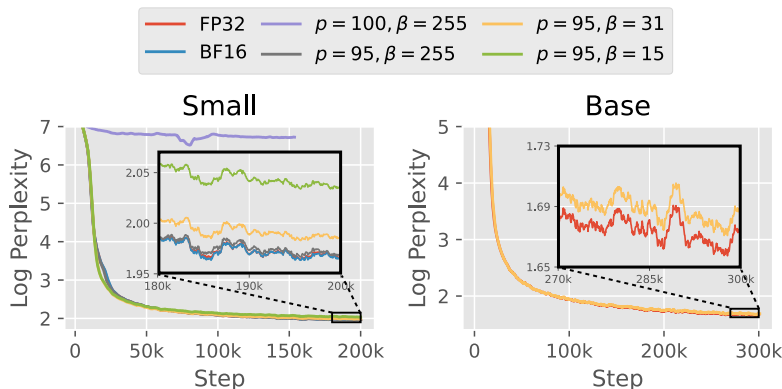 FP32 p = 100, β = 255 p = 95, β = 31
BF16 p = 95, β = 255 p = 95, β = 15
Small
Log Perplexity
7
6
5
4
3
2
2.05
2.00
1.95
180k 190k 200k
0 50k 100k 150k 200k
Step
Base
Log Perplexity
5
4
3
2
1.73
1.69
1.65
270k 285k 300k
0 100k 200k 300k
Step